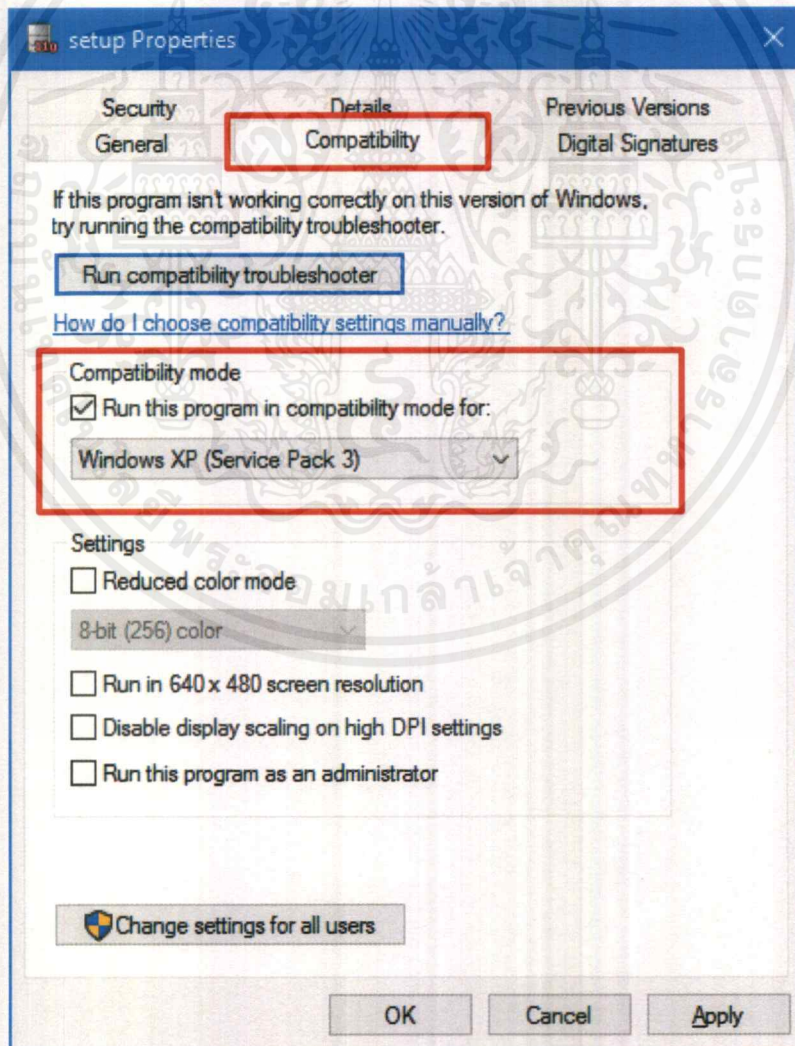 setup Properties
Security Details Previous Versions
General Compatibility Digital Signatures
If this program isn't working correctly on this version of Windows,
try running the compatibility troubleshooter.
Run compatibility troubleshooter
How do I choose compatibility settings manually?
Compatibility mode
Run this program in compatibility mode for:
Windows XP (Service Pack 3)
Settings
Reduced color mode
8-bit (256) color
Run in 640 x 480 screen resolution
Disable display scaling on high DPI settings
Run this program as an administrator
Change settings for all users
OK Cancel Apply